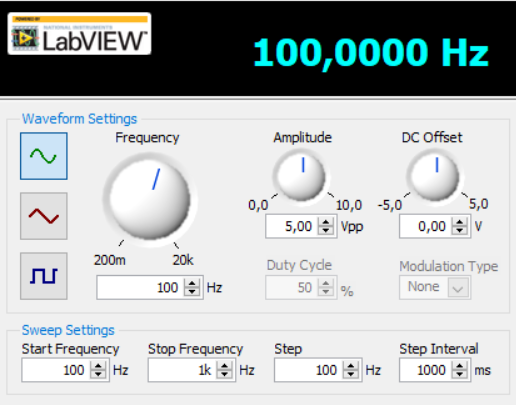 POWERED BY
NATIONAL INSTRUMENTS
LabVIEW™
100,0000 Hz
Waveform Settings
Frequency
Amplitude
DC Offset
0,0 10,0
-5,0 5,0
5,00 Vpp
0,00 V
200m 20k
Duty Cycle
Modulation Type
100 Hz
50 %
None
Sweep Settings
Start Frequency
Stop Frequency
Step
Step Interval
100 Hz
1k Hz
100 Hz
1000 ms